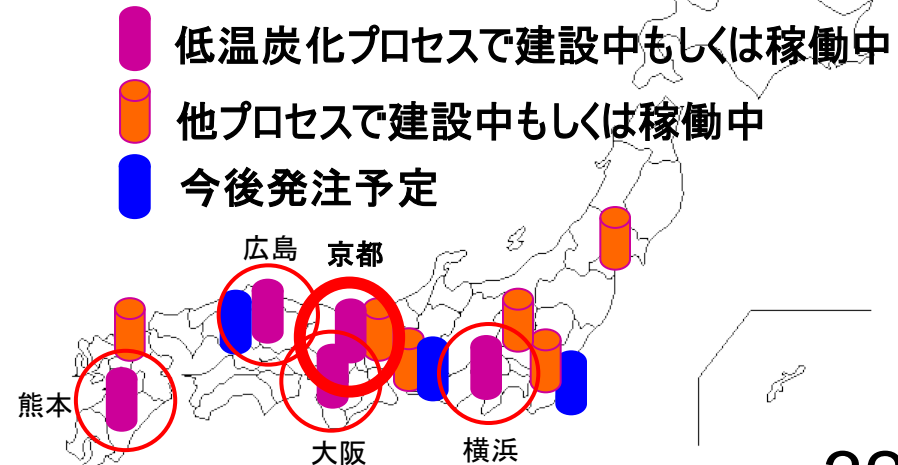 低温炭化プロセスで建設中もしくは稼働中
他プロセスで建設中もしくは稼働中
今後発注予定
広島
京都
熊本
大阪
横浜